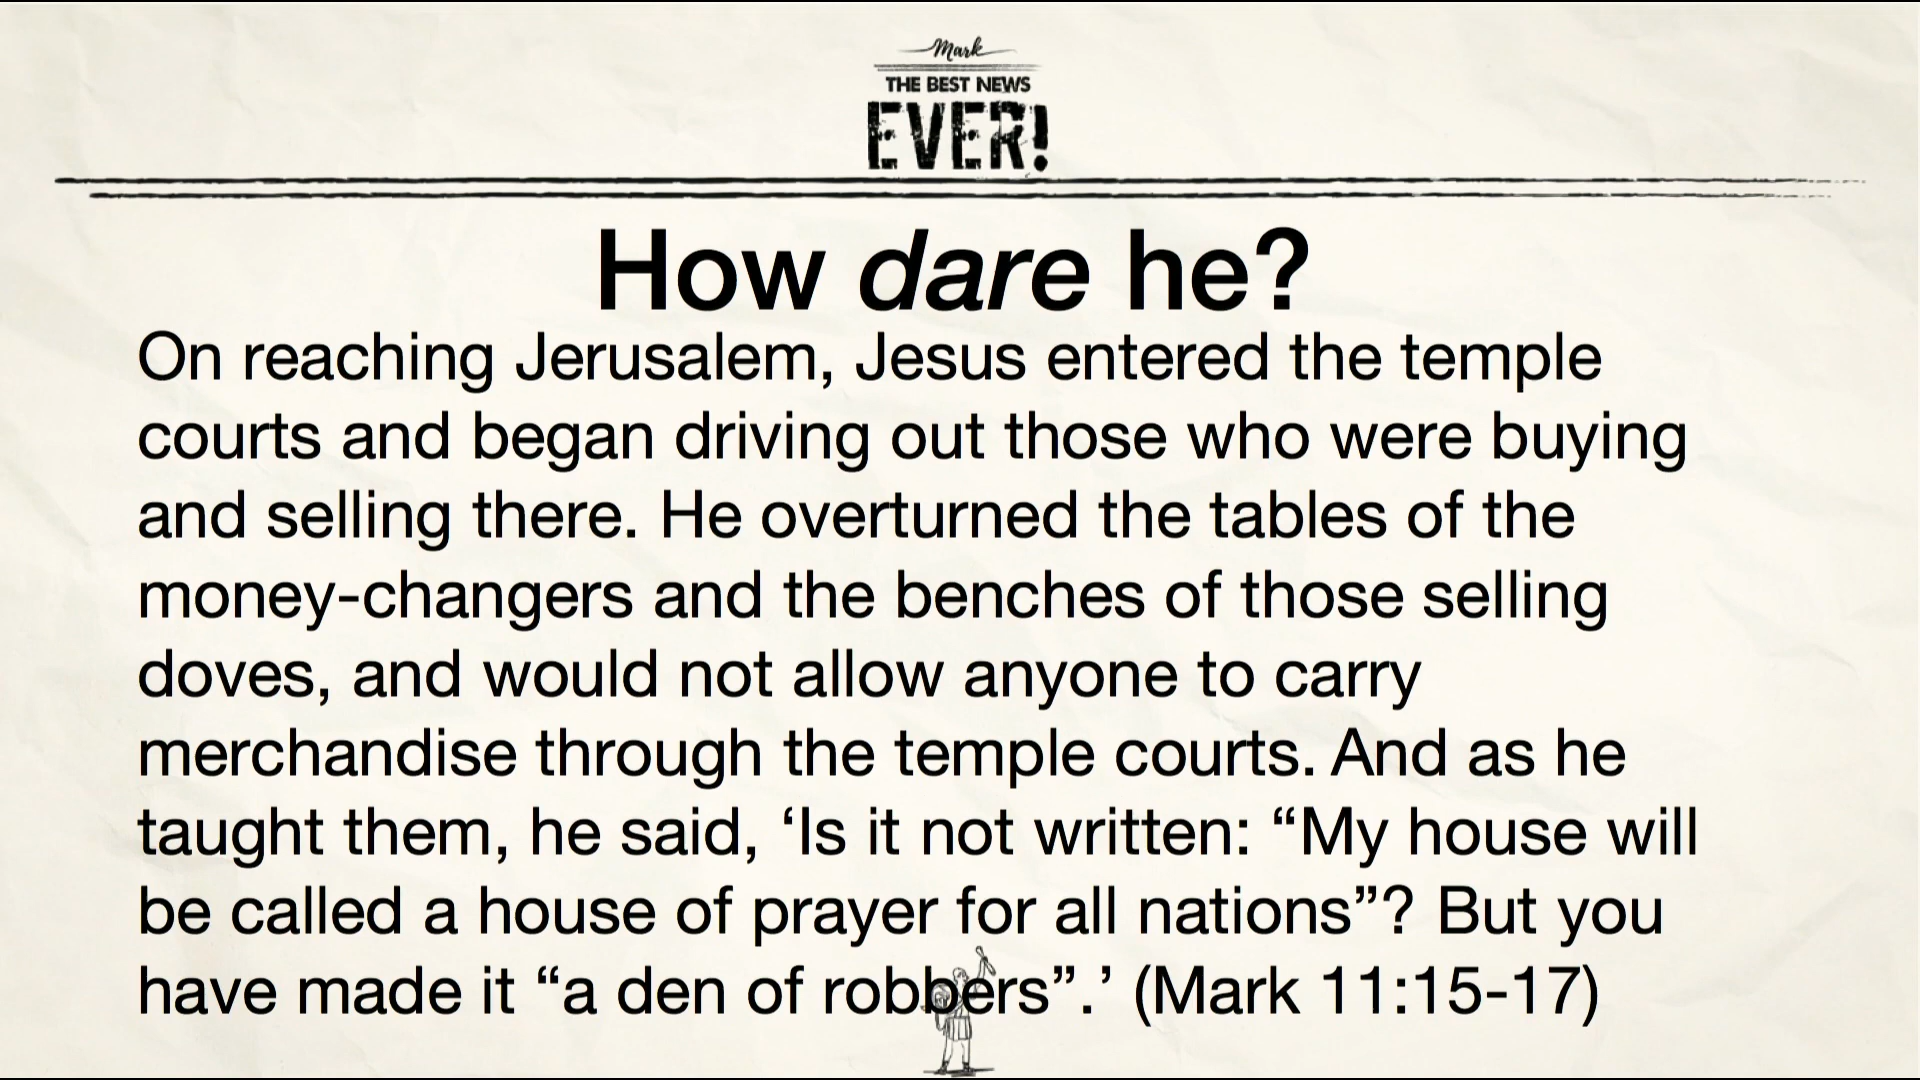 Mark
THE BEST NEWS
EVER!
How dare he?
On reaching Jerusalem, Jesus entered the temple
courts and began driving out those who were buying
and selling there. He overturned the tables of the
money-changers and the benches of those selling
doves, and would not allow anyone to carry
merchandise through the temple courts. And as he
taught them, he said, ‘Is it not written: “My house will
be called a house of prayer for all nations”? But you
have made it “a den of robbers”.’ (Mark 11:15-17)